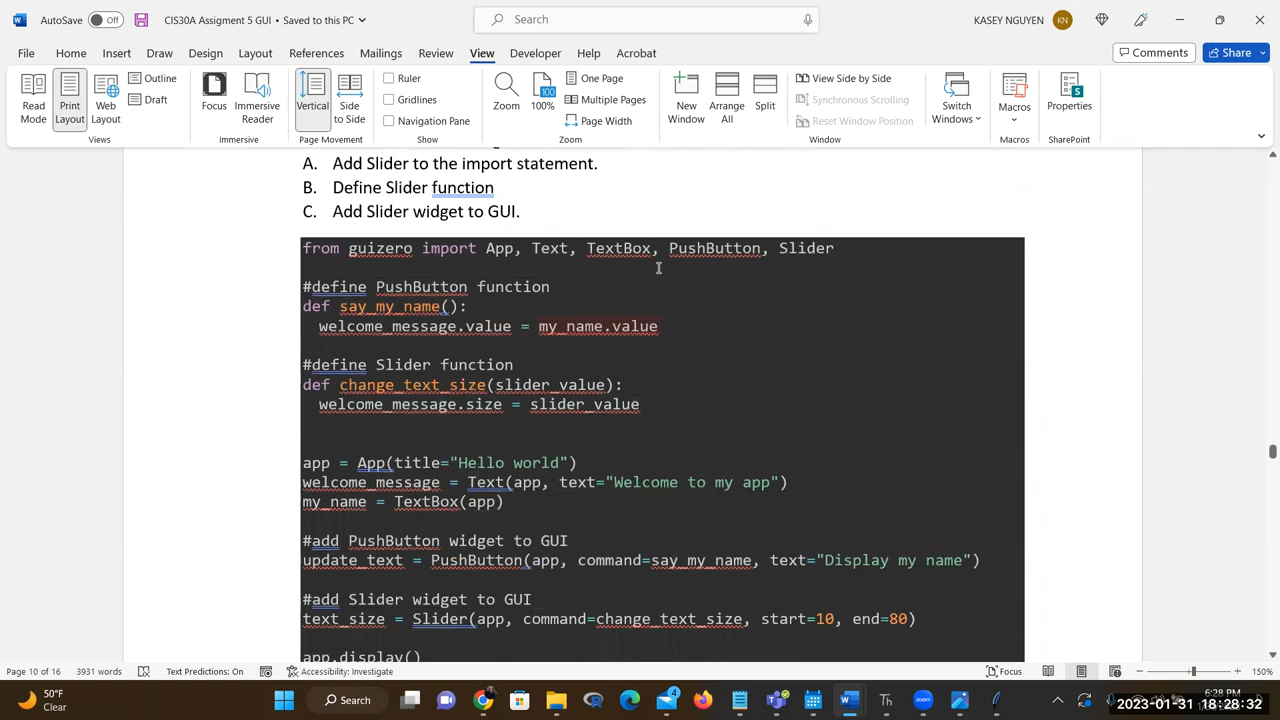 AutoSave Off CIS30A Assigment 5 GUI • Saved to this PC Search KASEY NGUYEN KN
File Home Insert Draw Design Layout References Mailings Review View Developer Help Acrobat Comments Share
Read Mode Print Layout Web Layout Outline Draft Focus Immersive Reader Vertical Side to Side Ruler Gridlines Navigation Pane Zoom 100% One Page Multiple Pages Page Width New Window Arrange All Split View Side by Side Synchronous Scrolling Reset Window Position Switch Windows Macros Properties
Views Immersive Page Movement Show Zoom Window Macros SharePoint
A. Add Slider to the import statement.
B. Define Slider function
C. Add Slider widget to GUI.
from guizero import App, Text, TextBox, PushButton, Slider
#define PushButton function
def say_my_name():
welcome_message.value = my_name.value
#define Slider function
def change_text_size(slider_value):
welcome_message.size = slider_value
app = App(title="Hello world")
welcome_message = Text(app, text="Welcome to my app")
my_name = TextBox(app)
#add PushButton widget to GUI
update_text = PushButton(app, command=say_my_name, text="Display my name")
#add Slider widget to GUI
text_size = Slider(app, command=change_text_size, start=10, end=80)
app.display()
Page 10 of 16 3931 words Text Predictions: On Accessibility: Investigate Focus 150%
50°F
Clear
Search
4
Th
6:28 PM
2023-01-31 18:28:32